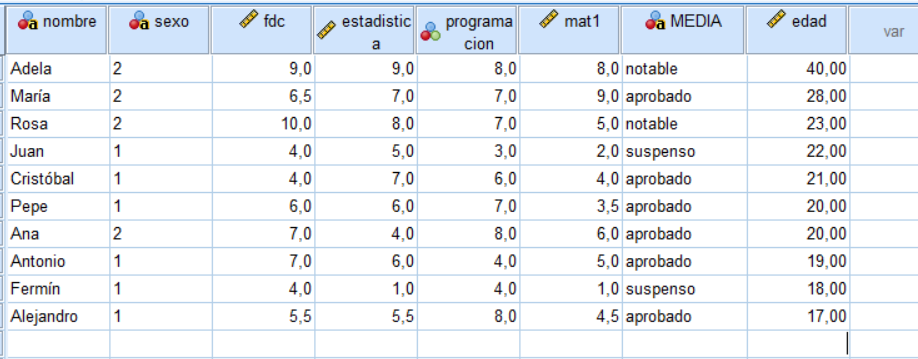 nombre sexo fdc estadistic programa mat1 MEDIA edad var
a cion
Adela 2 9,0 9,0 8,0 8,0 notable 40,00
María 2 6,5 7,0 7,0 9,0 aprobado 28,00
Rosa 2 10,0 8,0 7,0 5,0 notable 23,00
Juan 1 4,0 5,0 3,0 2,0 suspenso 22,00
Cristóbal 1 4,0 7,0 6,0 4,0 aprobado 21,00
Pepe 1 6,0 6,0 7,0 3,5 aprobado 20,00
Ana 2 7,0 4,0 8,0 6,0 aprobado 20,00
Antonio 1 7,0 6,0 4,0 5,0 aprobado 19,00
Fermín 1 4,0 1,0 4,0 1,0 suspenso 18,00
Alejandro 1 5,5 5,5 8,0 4,5 aprobado 17,00